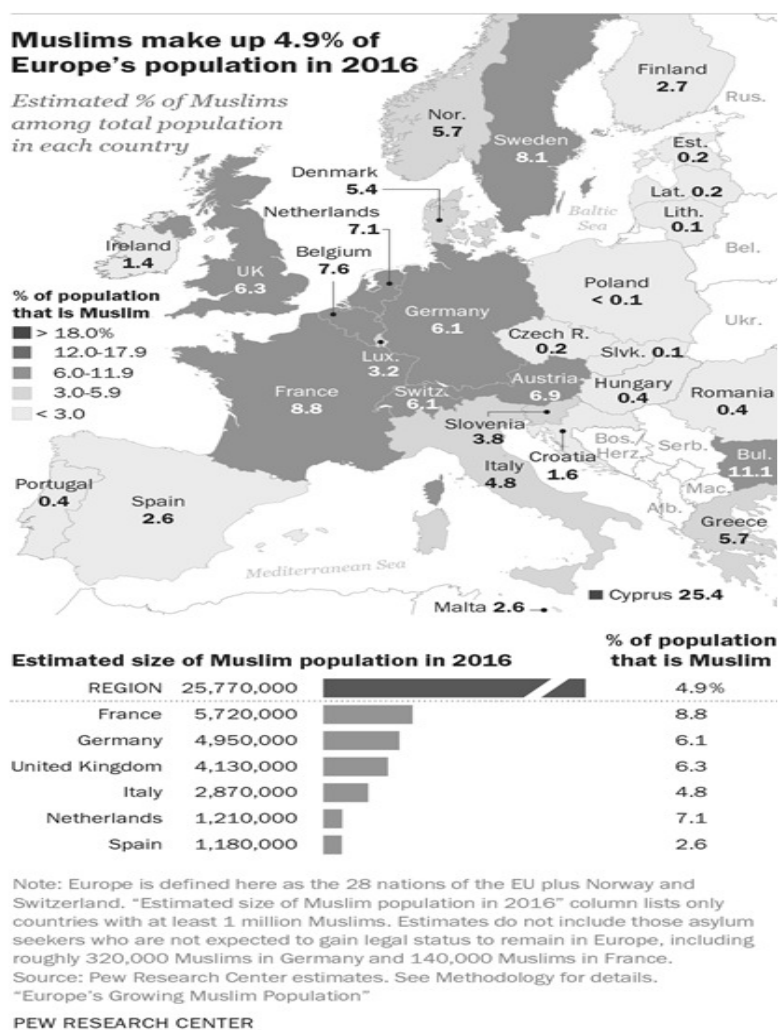 Muslims make up 4.9% of
Europe's population in 2016
Estimated % of Muslims
among total population
in each country
Finland
2.7
Rus.
Nor.
5.7
Sweden
8.1
Est.
0.2
Lat. 0.2
Lith.
0.1
Baltic
Sea
Bel.
Denmark
5.4
Netherlands
7.1
Belgium
7.6
Ireland
1.4
UK
6.3
% of population
that is Muslim
> 18.0%
12.0-17.9
6.0-11.9
3.0-5.9
< 3.0
Germany
6.1
Poland
< 0.1
Ukr.
Czech R.
0.2
Slvk. 0.1
Lux.
3.2
France
8.8
Switz.
6.1
Austria
6.9
Hungary
0.4
Romania
0.4
Slovenia
3.8
Croatia
1.6
Bos./
Herz.
Serb.
Bul.
11.1
Italy
4.8
Mac.
Alb.
Greece
5.7
Portugal
0.4
Spain
2.6
Mediterranean Sea
Malta 2.6
Cyprus 25.4
Estimated size of Muslim population in 2016
% of population
that is Muslim
REGION 25,770,000 4.9%
France 5,720,000 8.8
Germany 4,950,000 6.1
United Kingdom 4,130,000 6.3
Italy 2,870,000 4.8
Netherlands 1,210,000 7.1
Spain 1,180,000 2.6
Note: Europe is defined here as the 28 nations of the EU plus Norway and
Switzerland. "Estimated size of Muslim population in 2016" column lists only
countries with at least 1 million Muslims. Estimates do not include those asylum
seekers who are not expected to gain legal status to remain in Europe, including
roughly 320,000 Muslims in Germany and 140,000 Muslims in France.
Source: Pew Research Center estimates. See Methodology for details.
"Europe's Growing Muslim Population"
PEW RESEARCH CENTER